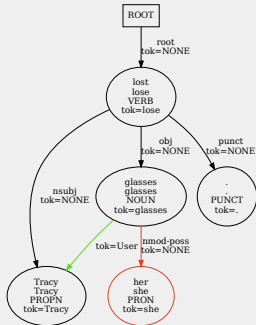 ROOT
root
tok=NONE
lost
lose
VERB
tok=lose
nsubj
tok=NONE
obj
tok=NONE
punct
tok=NONE
glasses
glasses
NOUN
tok=glasses
.
.
PUNCT
tok=.
tok=User
nmod-poss
tok=NONE
Tracy
Tracy
PROPN
tok=Tracy
her
she
PRON
tok=she